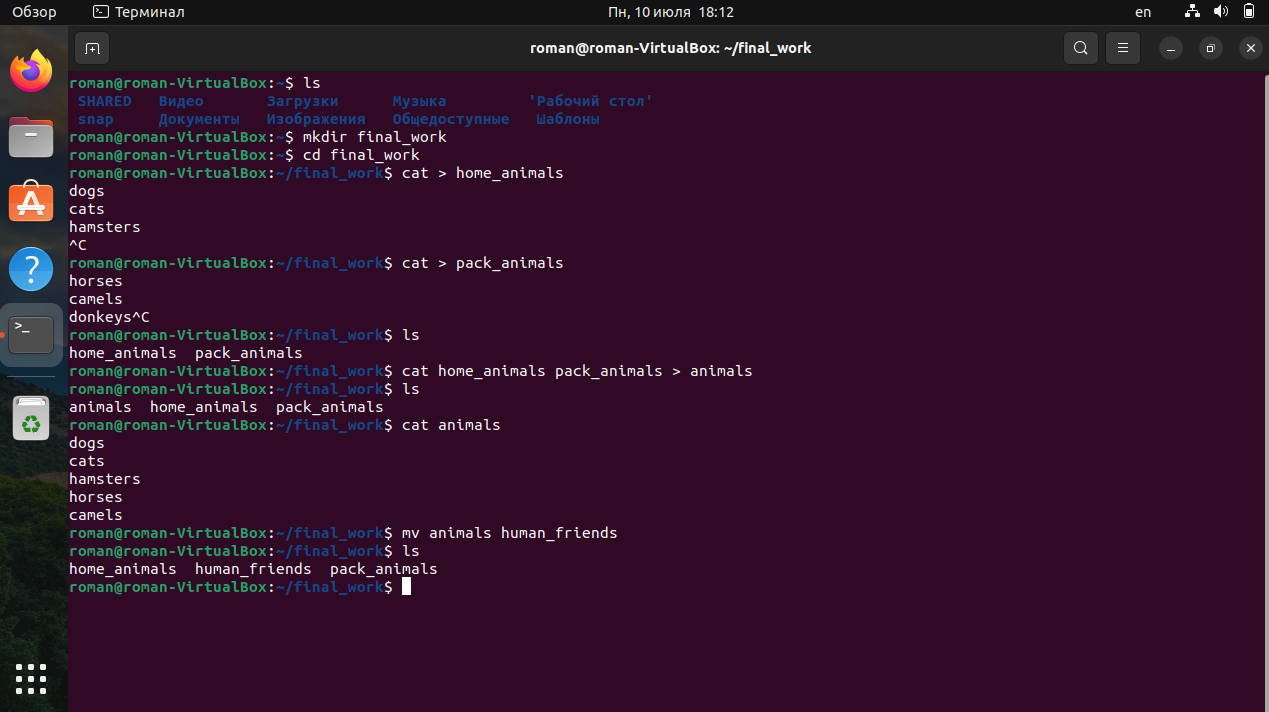 Обзор Терминал Пн, 10 июля 18:12 en
roman@roman-VirtualBox: ~/final_work
roman@roman-VirtualBox:~$ ls
SHARED Видео Загрузки Музыка 'Рабочий стол'
snap Документы Изображения Общедоступные Шаблоны
roman@roman-VirtualBox:~$ mkdir final_work
roman@roman-VirtualBox:~$ cd final_work
roman@roman-VirtualBox:~/final_work$ cat > home_animals
dogs
cats
hamsters
^C
roman@roman-VirtualBox:~/final_work$ cat > pack_animals
horses
camels
donkeys^C
roman@roman-VirtualBox:~/final_work$ ls
home_animals pack_animals
roman@roman-VirtualBox:~/final_work$ cat home_animals pack_animals > animals
roman@roman-VirtualBox:~/final_work$ ls
animals home_animals pack_animals
roman@roman-VirtualBox:~/final_work$ cat animals
dogs
cats
hamsters
horses
camels
roman@roman-VirtualBox:~/final_work$ mv animals human_friends
roman@roman-VirtualBox:~/final_work$ ls
home_animals human_friends pack_animals
roman@roman-VirtualBox:~/final_work$